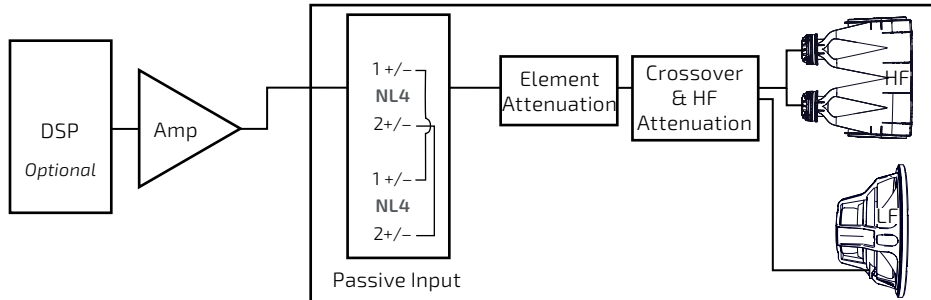 DSP
Optional
Amp
1 +/–
NL4
2+/–
1 +/–
NL4
2+/–
Passive Input
Element
Attenuation
Crossover
& HF
Attenuation
HF
LF